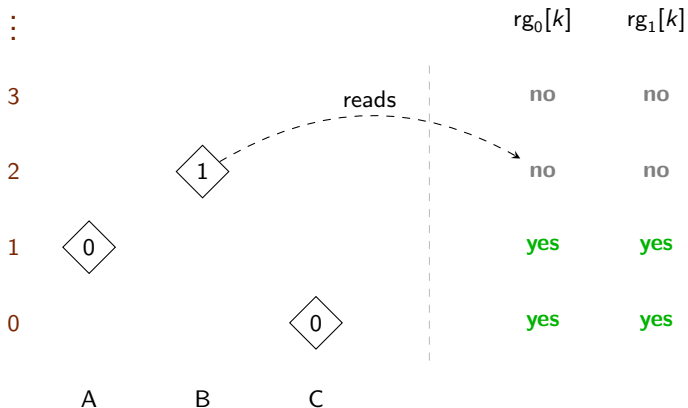 ⋮ rg₀[k] rg₁[k]
3 reads no no
2 1 no no
1 0 yes yes
0 0 yes yes
A B C